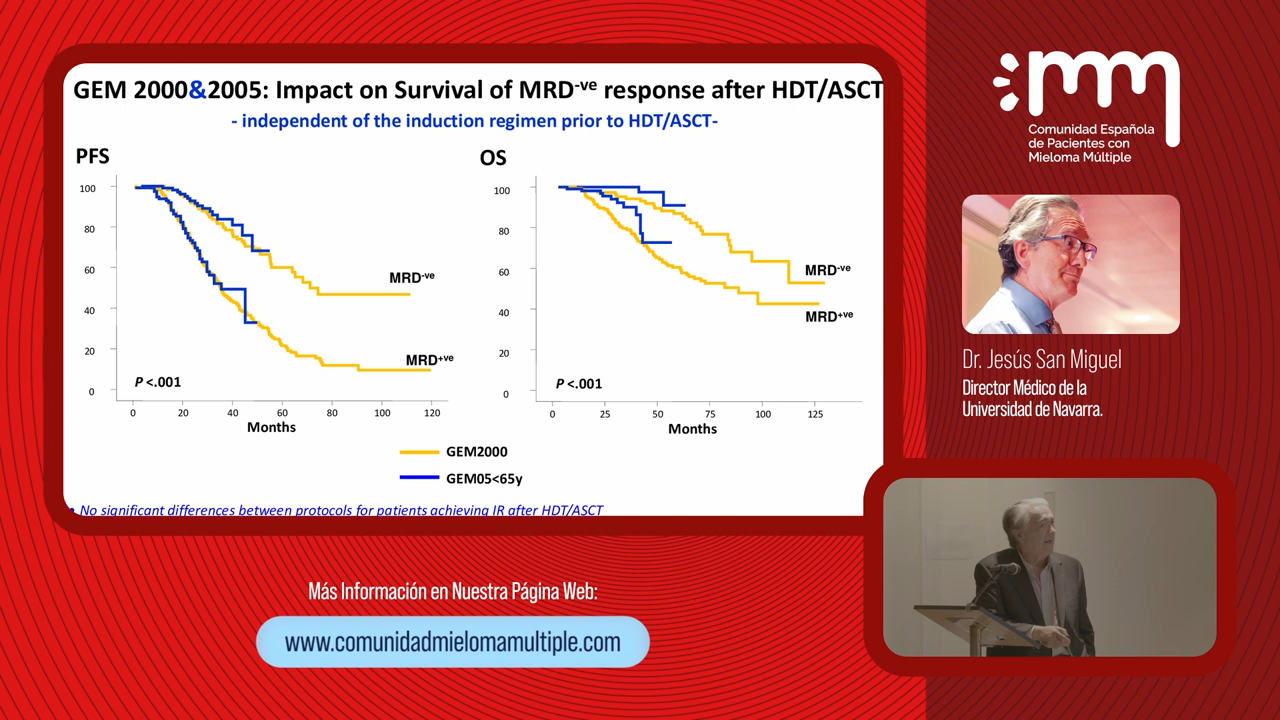 GEM 2000&2005: Impact on Survival of MRD-ve response after HDT/ASCT
- independent of the induction regimen prior to HDT/ASCT-
PFS
100
80
60
40
20
0
MRD-ve
MRD+ve
P <.001
0 20 40 60 80 100 120
Months
OS
100
80
60
40
20
0
MRD-ve
MRD+ve
P <.001
0 25 50 75 100 125
Months
GEM2000
GEM05<65y
• No significant differences between protocols for patients achieving IR after HDT/ASCT
mm
Comunidad Española
de Pacientes con
Mieloma Múltiple
Dr. Jesús San Miguel
Director Médico de la
Universidad de Navarra.
Más Información en Nuestra Página Web:
www.comunidadmielomamultiple.com